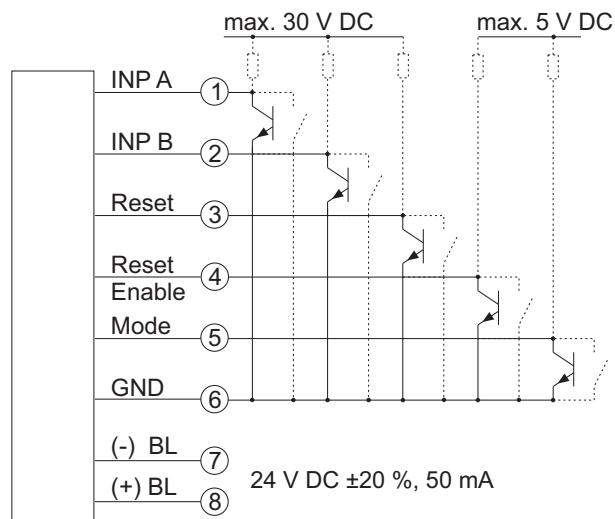 max. 30 V DC
max. 5 V DC
INP A
1
INP B
2
Reset
3
Reset
Enable
4
Mode
5
GND
6
(-) BL
7
24 V DC ±20 %, 50 mA
(+) BL
8